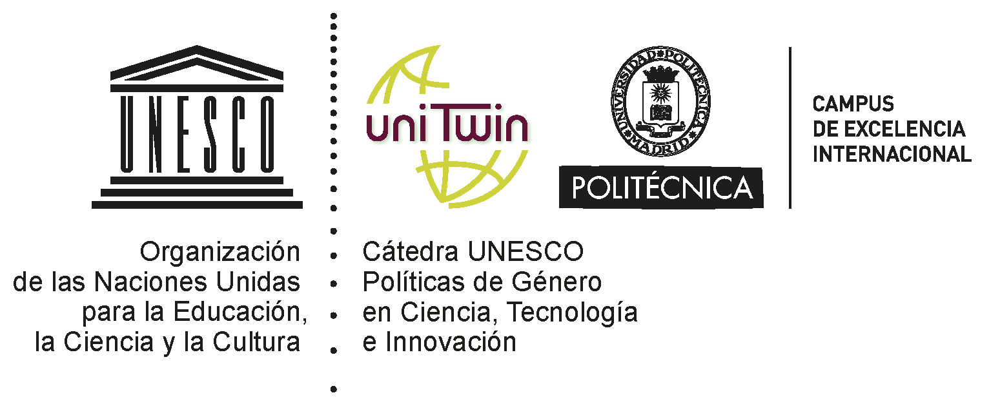 UNESCO
Organización
de las Naciones Unidas
para la Educación,
la Ciencia y la Cultura
uniTwin
UNIVERSIDAD POLITECNICA
MADRID
POLITÉCNICA
CAMPUS
DE EXCELENCIA
INTERNACIONAL
Cátedra UNESCO
Políticas de Género
en Ciencia, Tecnología
e Innovación